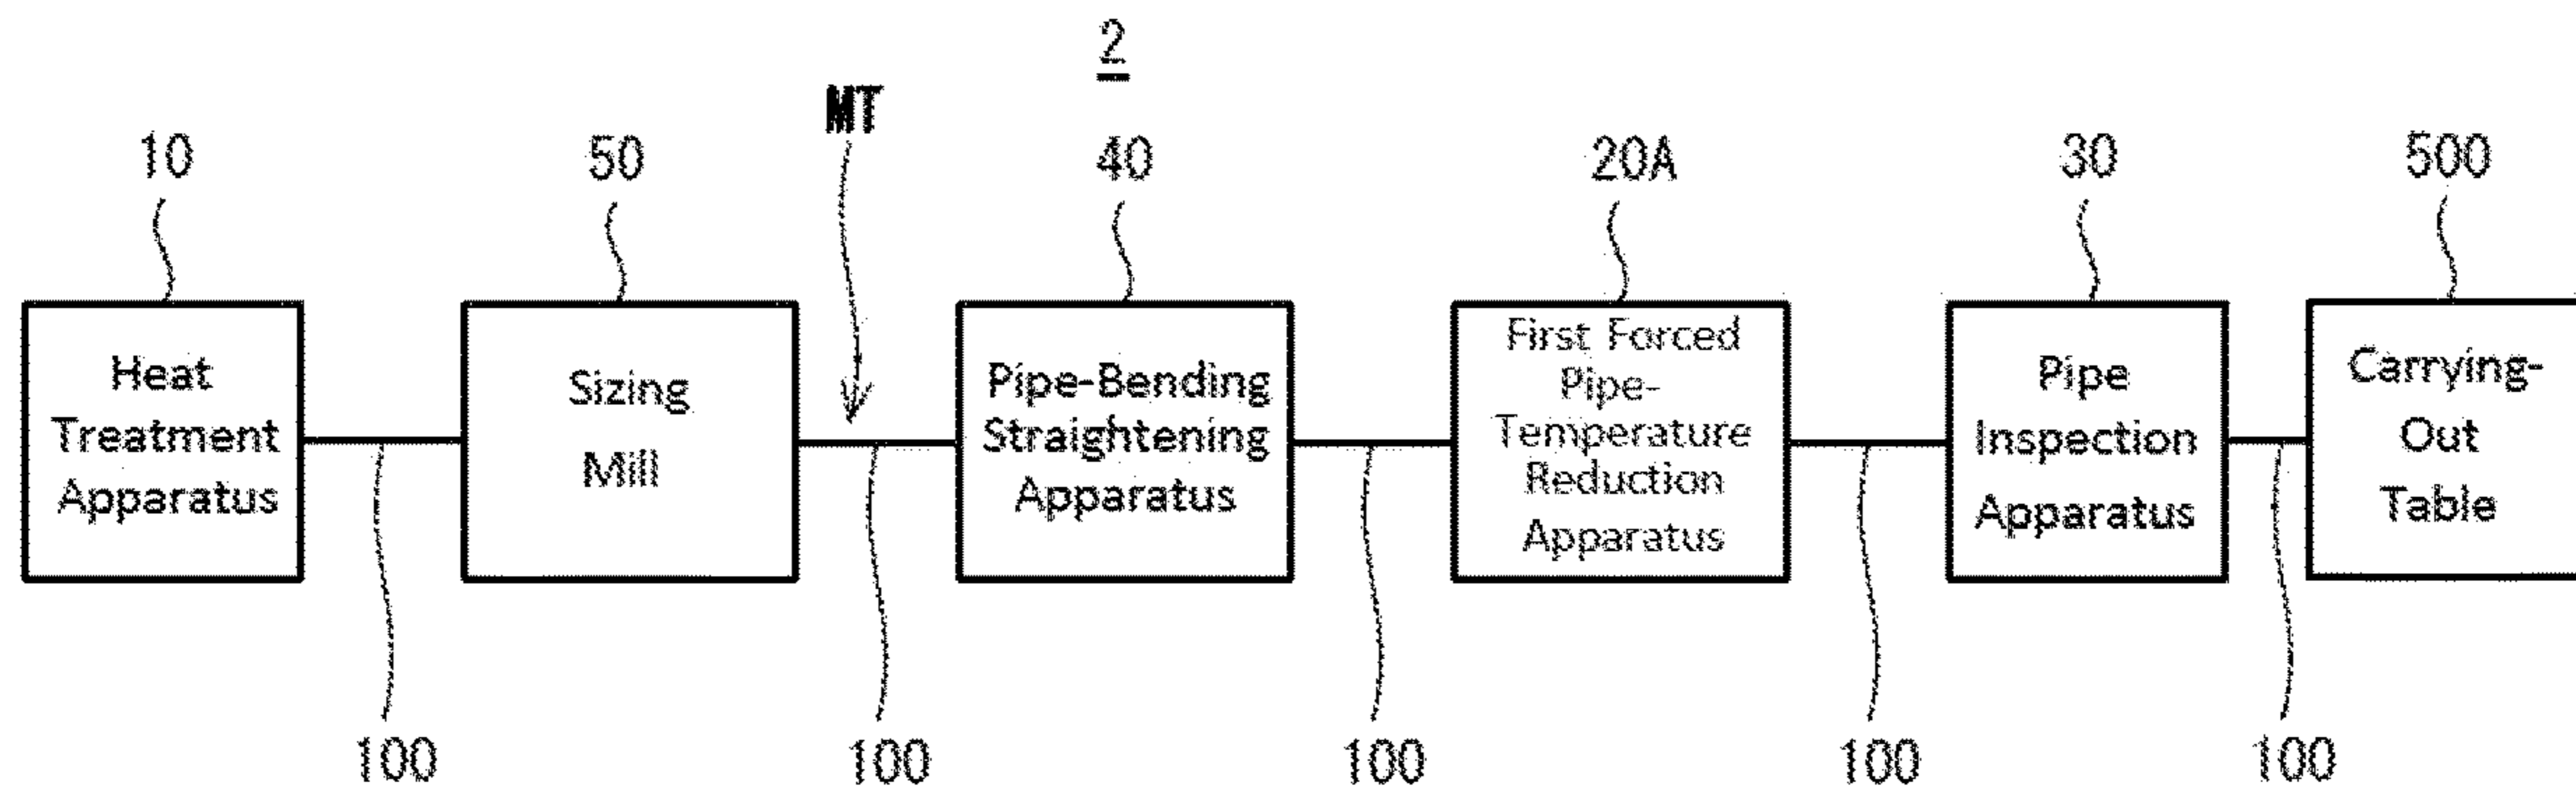 2
MT
10
50
40
20A
30
500
Heat
Treatment
Apparatus
Sizing
Mill
Pipe-Bending
Straightening
Apparatus
First Forced
Pipe-
Temperature
Reduction
Apparatus
Pipe
Inspection
Apparatus
Carrying-
Out
Table
100
100
100
100
100